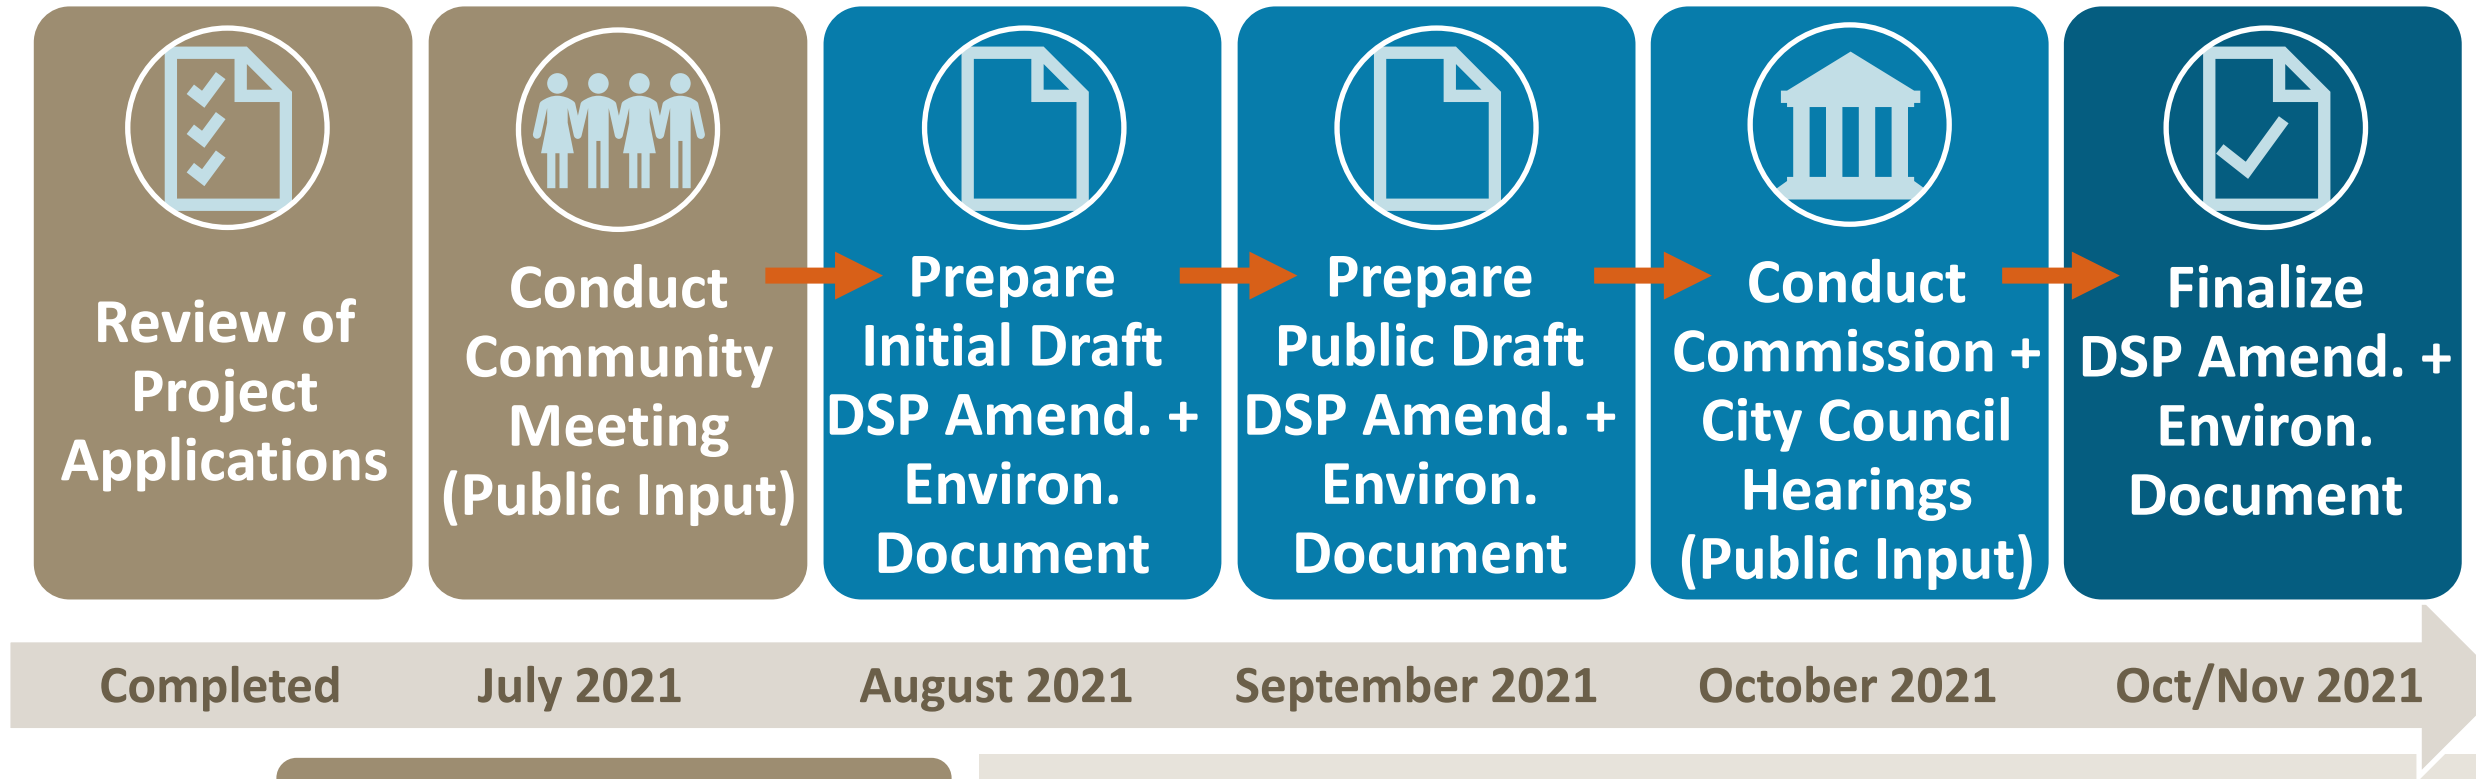 Review of
Project
Applications
Conduct
Community
Meeting
(Public Input)
Prepare
Initial Draft
DSP Amend. +
Environ.
Document
Prepare
Public Draft
DSP Amend. +
Environ.
Document
Conduct
Commission +
City Council
Hearings
(Public Input)
Finalize
DSP Amend. +
Environ.
Document
Completed
July 2021
August 2021
September 2021
October 2021
Oct/Nov 2021